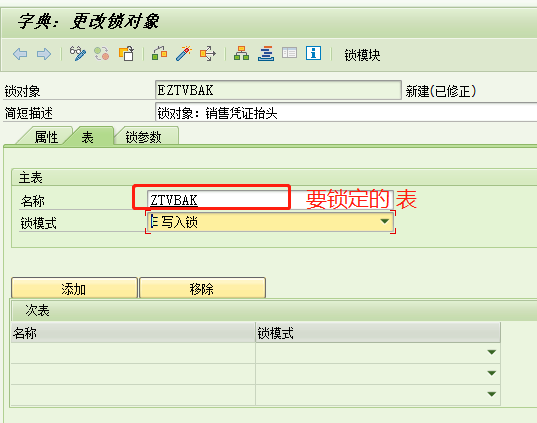 字典: 更改锁对象
锁模块
锁对象 EZTVBAK 新建(已修正)
简短描述 锁对象: 销售凭证抬头
属性 表 锁参数
主表
名称 ZTVBAK 要锁定的 表
锁模式 E 写入锁
添加 移除
次表
名称 锁模式